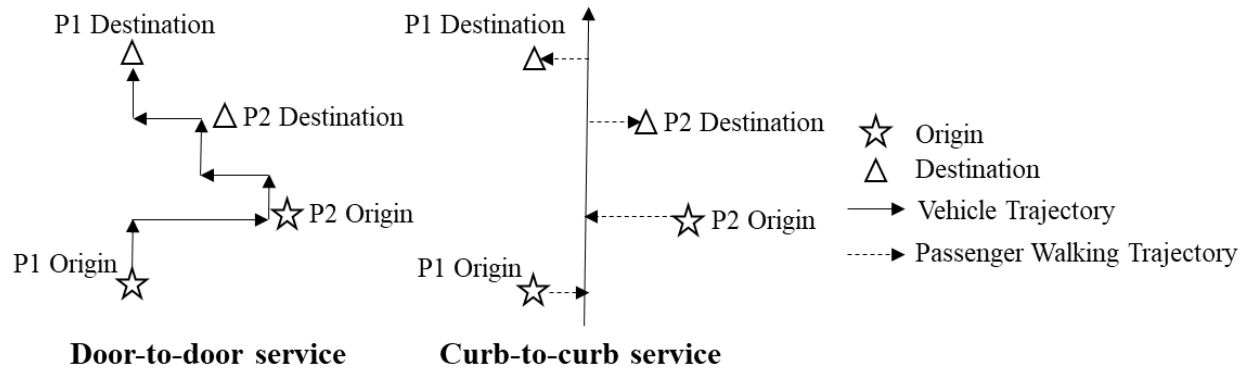 P1 Destination
P2 Destination
P2 Origin
P1 Origin
Door-to-door service
P1 Destination
P2 Destination
P2 Origin
P1 Origin
Curb-to-curb service
Origin
Destination
Vehicle Trajectory
Passenger Walking Trajectory